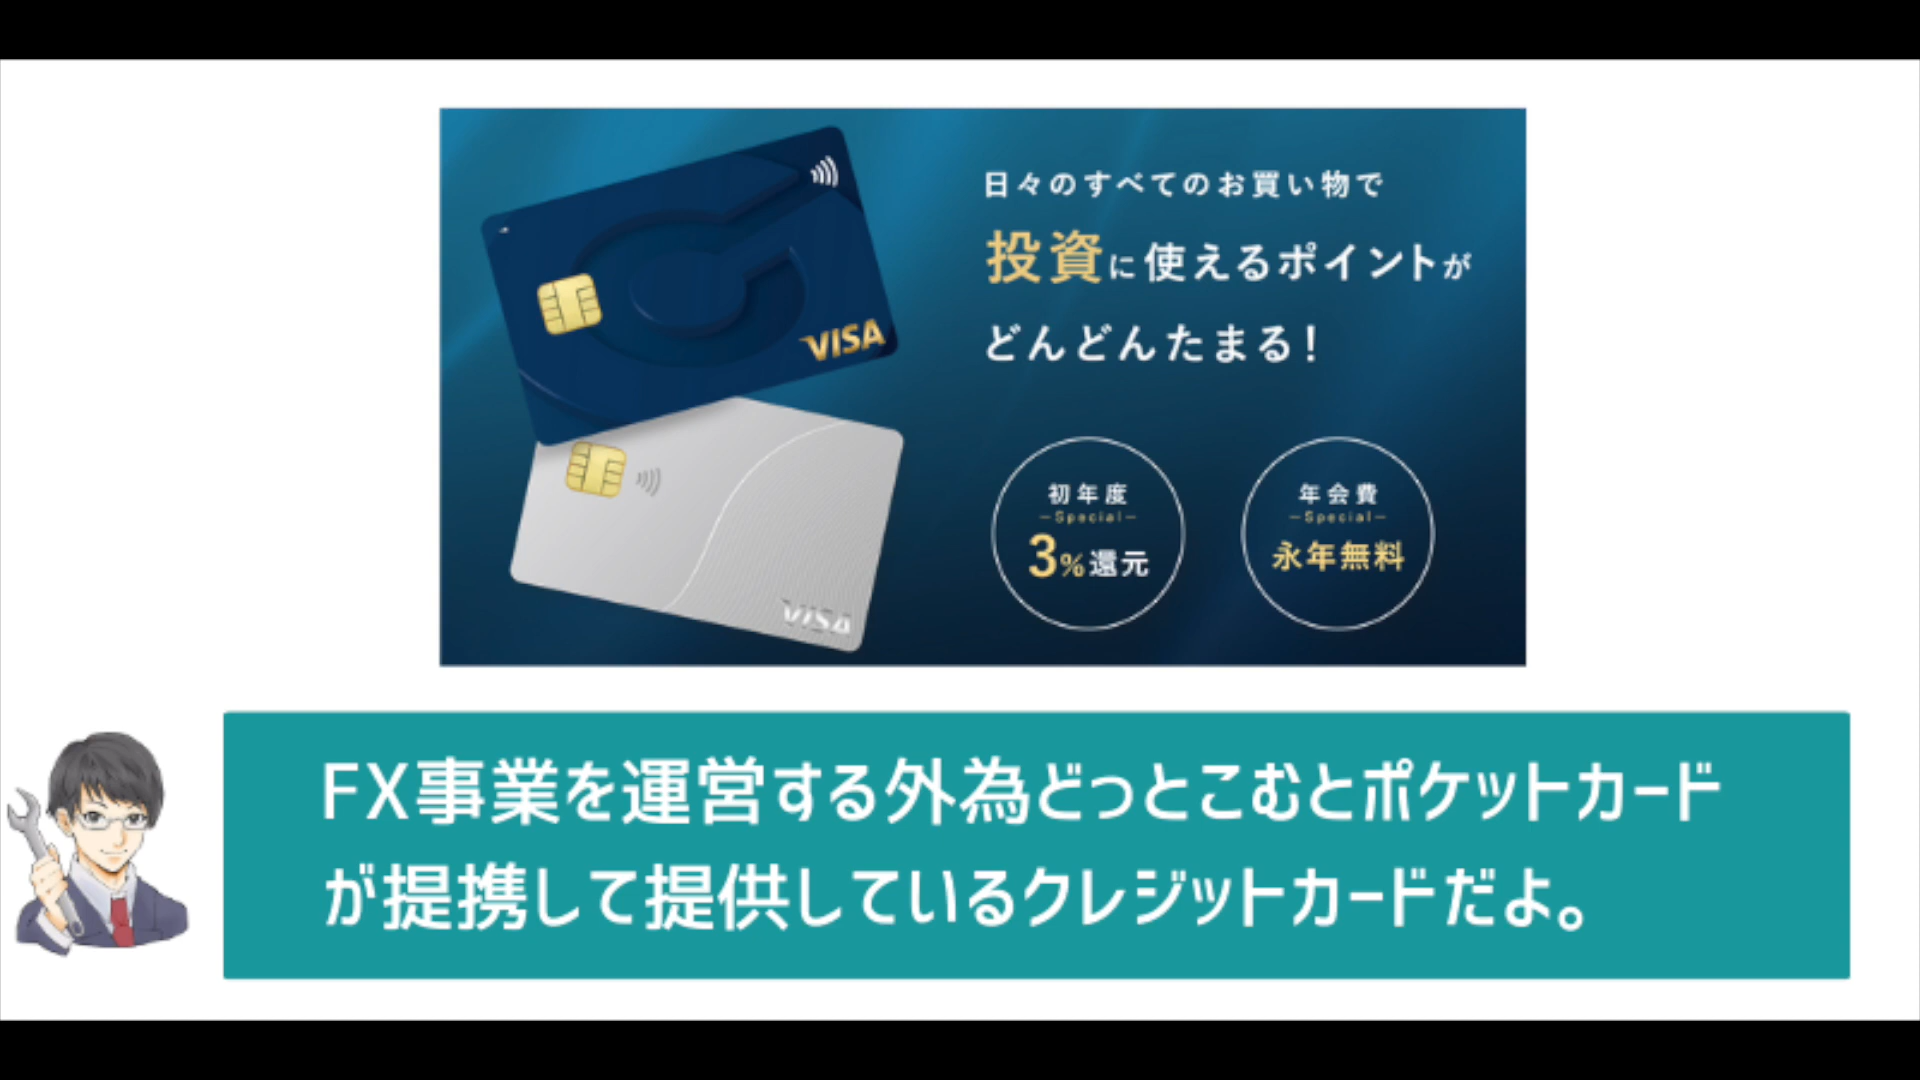 日々のすべてのお買い物で
投資に使えるポイントが
どんどんたまる!
VISA
VISA
初年度
Special
3%還元
年会費
Special
永年無料
FX事業を運営する外為どっとこむとポケットカード
が提携して提供しているクレジットカードだよ。